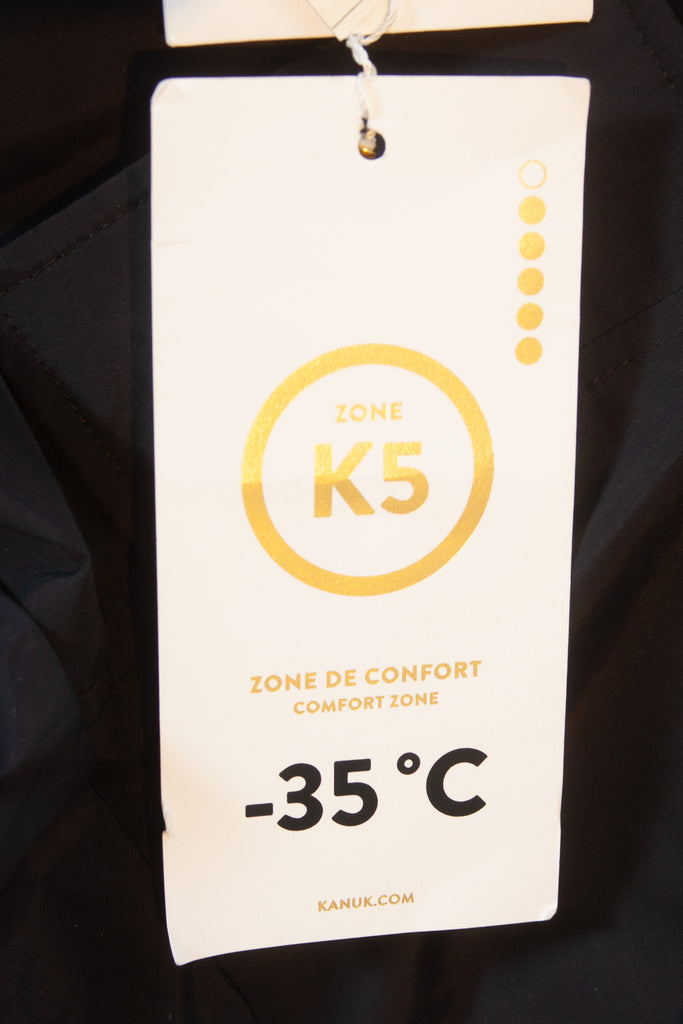 ZONE
K5
ZONE DE CONFORT
COMFORT ZONE
-35 °C
KANUK.COM